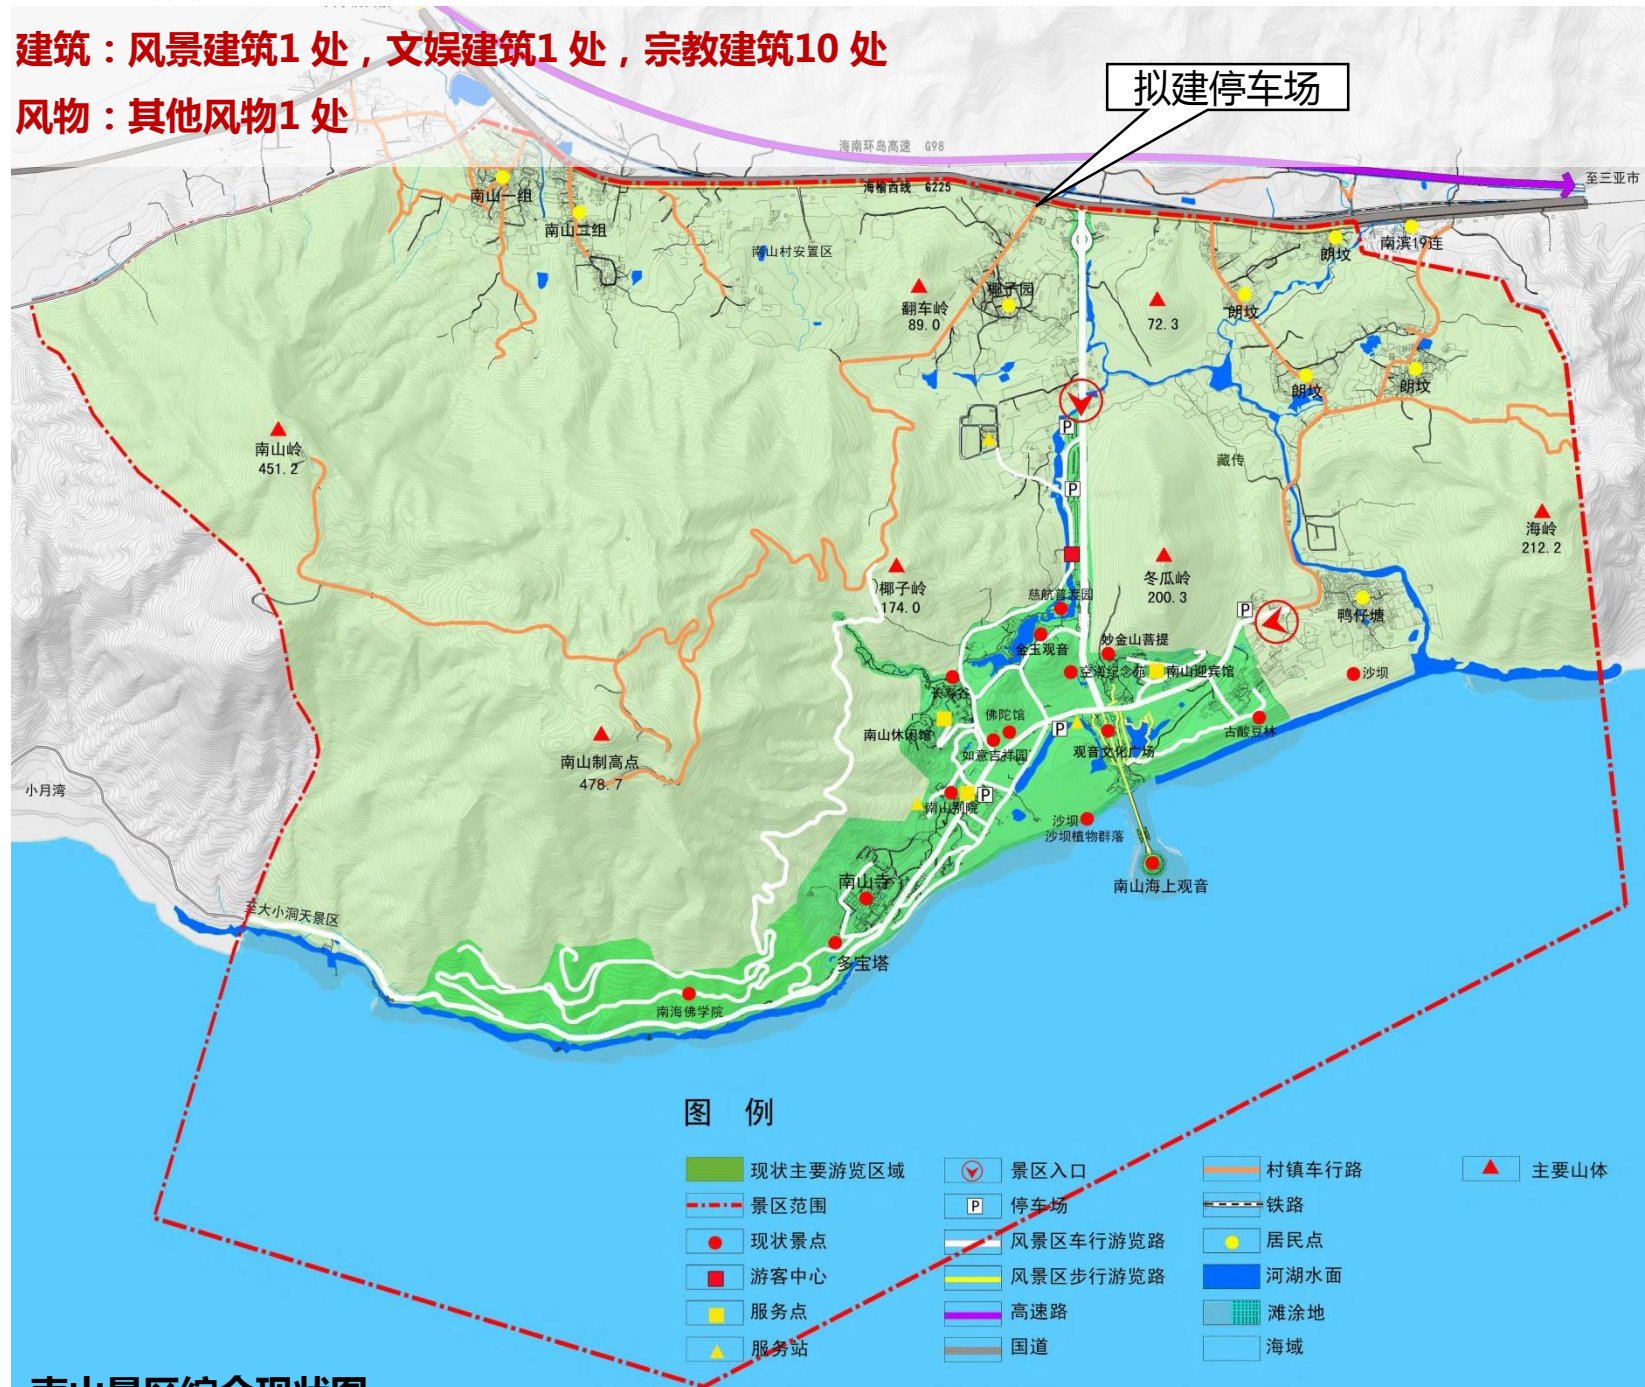 建筑：风景建筑1 处，文娱建筑1 处，宗教建筑10 处
风物：其他风物1 处
拟建停车场
海南环岛高速 G98
至三亚市
海榆西线 G225
南山一组
南山二组
南山村安置区
朗坟
南滨19连
椰子园
翻车岭
89.0
72.3
朗坟
朗坟
朗坟
南山岭
451.2
藏传
海岭
212.2
椰子岭
174.0
冬瓜岭
200.3
慈航普渡园
鸭仔塘
金玉观音
妙金山菩提
空海纪念苑
南山迎宾馆
沙坝
长寿谷
佛陀馆
南山休闲馆
如意吉祥园
观音文化广场
古酸豆林
南山制高点
478.7
小月湾
南山别院
沙坝
沙坝植物群落
南山海上观音
南山寺
至大小洞天景区
多宝塔
南海佛学院
图 例
现状主要游览区域
景区入口
村镇车行路
主要山体
景区范围
P
停车场
铁路
现状景点
风景区车行游览路
居民点
游客中心
风景区步行游览路
河湖水面
服务点
高速路
滩涂地
服务站
国道
海域
P
P
P
P
P
南山景区综合现状图